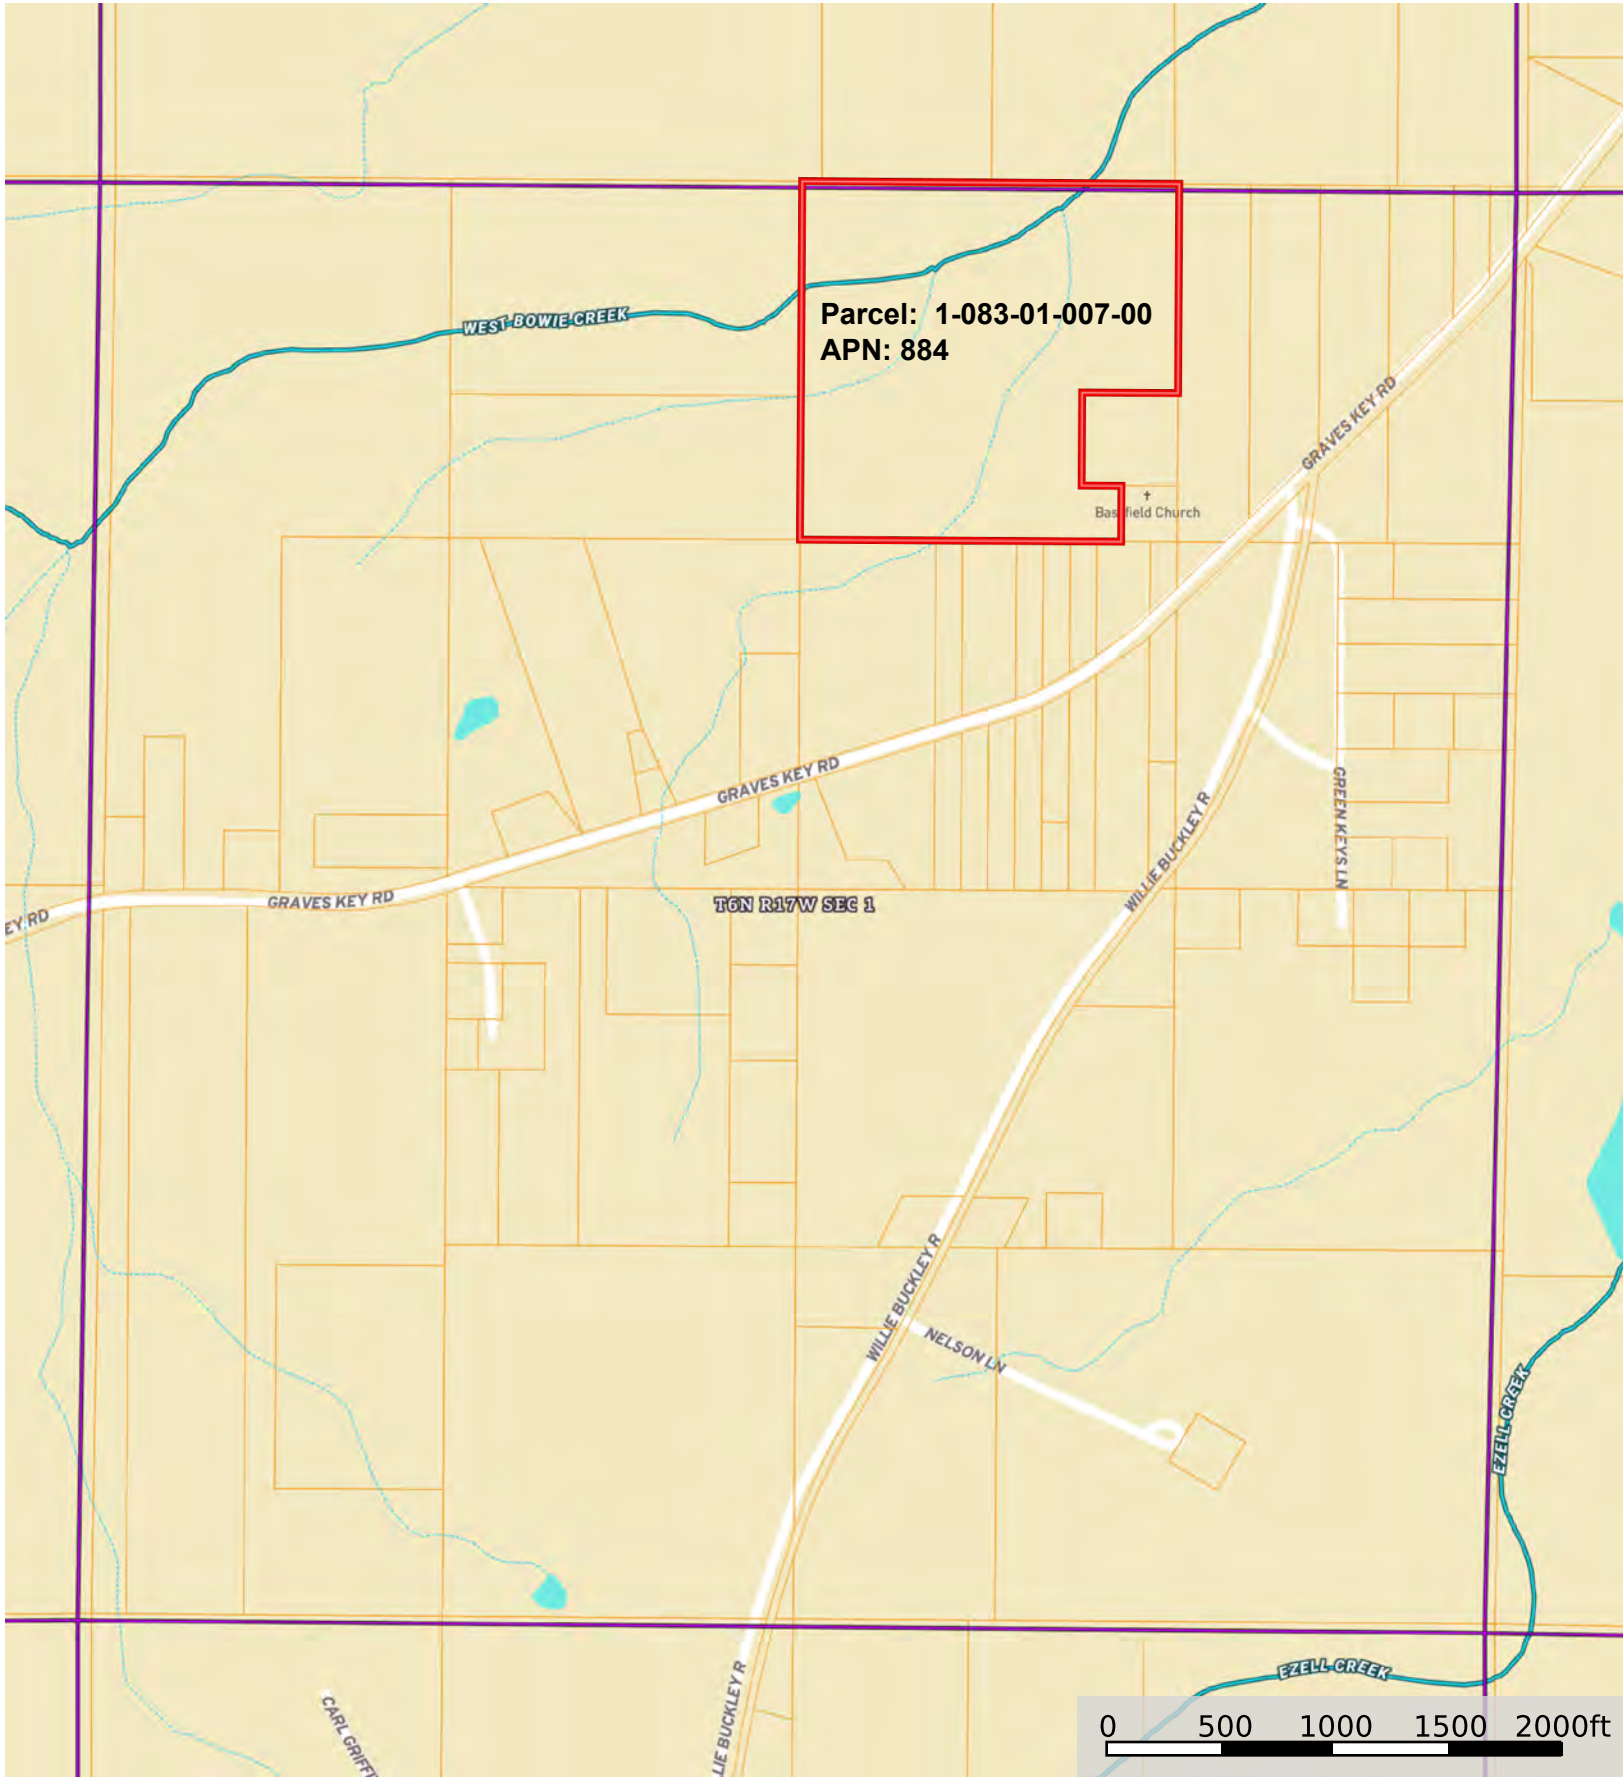 WEST BOWIE CREEK
Parcel: 1-083-01-007-00
APN: 884
GRAVES KEY RD
Church
GRAVES KEY RD
GREEN KEYS LN
WILLIE BUCKLEY R
GRAVES KEY RD
T6N R17W SEC 1
EY RD
WILLIE BUCKLEY R
NELSON LN
EZELL CREEK
EZELL CREEK
LIE BUCKLEY R
CARL GRIFFI
0 500 1000 1500 2000ft